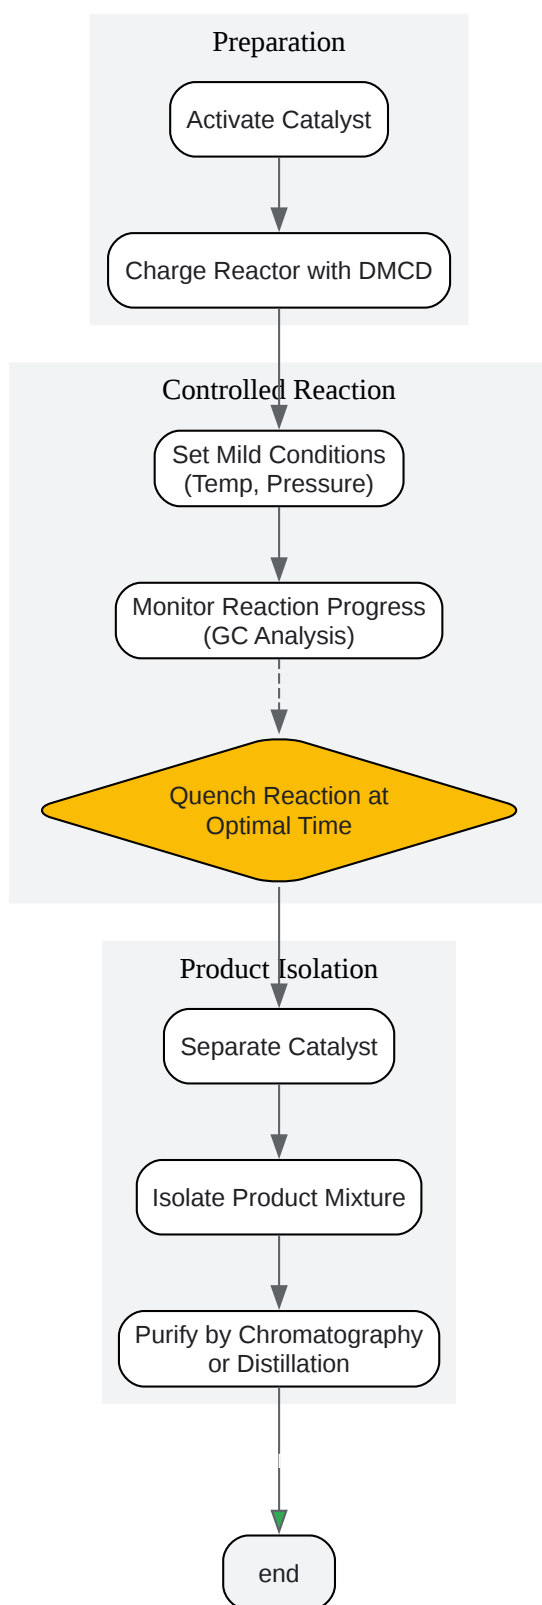 Preparation
Activate Catalyst
Charge Reactor with DMCD
Controlled Reaction
Set Mild Conditions
(Temp, Pressure)
Monitor Reaction Progress
(GC Analysis)
Quench Reaction at
Optimal Time
Product Isolation
Separate Catalyst
Isolate Product Mixture
Purify by Chromatography
or Distillation
end